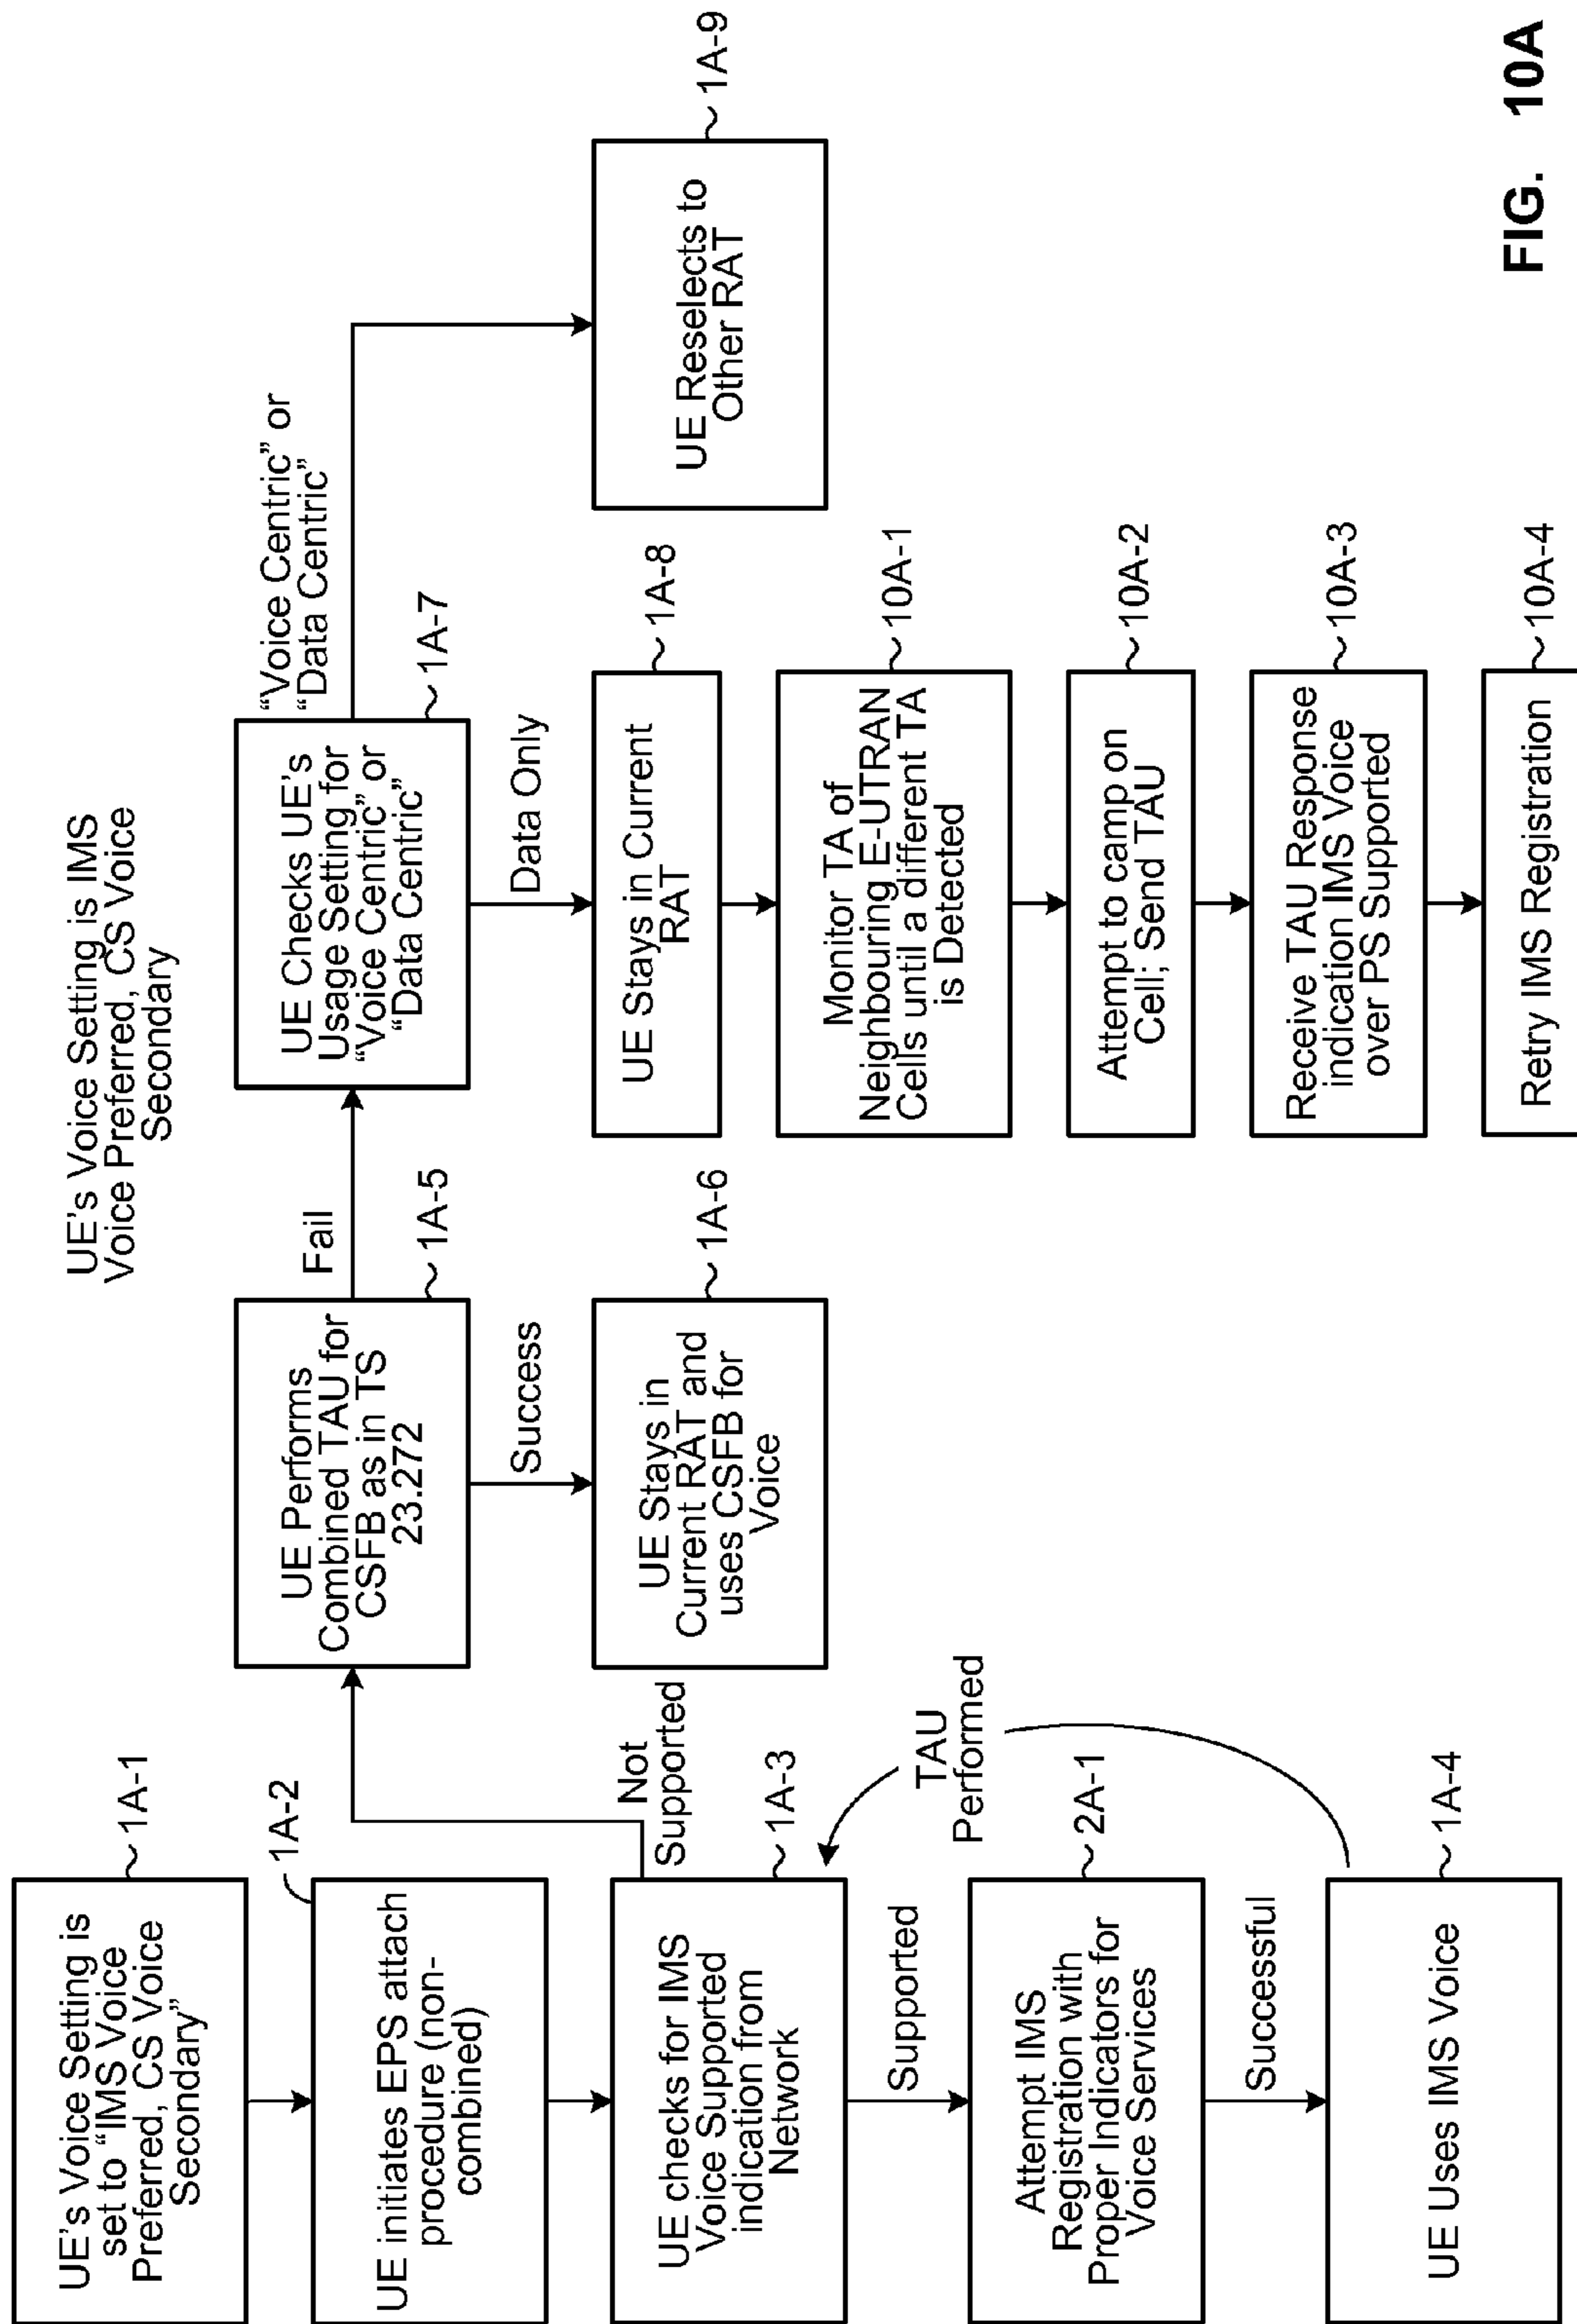 UE's Voice Setting is IMS
Voice Preferred, CS Voice
Secondary
UE's Voice Setting is
set to “IMS Voice
Preferred, CS Voice
Secondary”
1A-1
UE initiates EPS attach
procedure (non-
combined)
1A-2
UE checks for IMS
Voice Supported
indication from
Network
1A-3
Not
Supported
Supported
Attempt IMS
Registration with
Proper Indicators for
Voice Services
2A-1
Successful
UE Uses IMS Voice
1A-4
TAU
Performed
UE Performs
Combined TAU for
CSFB as in TS
23.272
1A-5
Fail
Success
UE Stays in
Current RAT and
uses CSFB for
Voice
1A-6
UE Checks UE's
Usage Setting for
“Voice Centric” or
“Data Centric”
1A-7
“Voice Centric” or
“Data Centric”
Data Only
UE Stays in Current
RAT
1A-8
Monitor TA of
Neighbouring E-UTRAN
Cells until a different TA
is Detected
10A-1
Attempt to camp on
Cell; Send TAU
10A-2
Receive TAU Response
indication IMS Voice
over PS Supported
10A-3
Retry IMS Registration
10A-4
UE Reselects to
Other RAT
1A-9
FIG. 10A